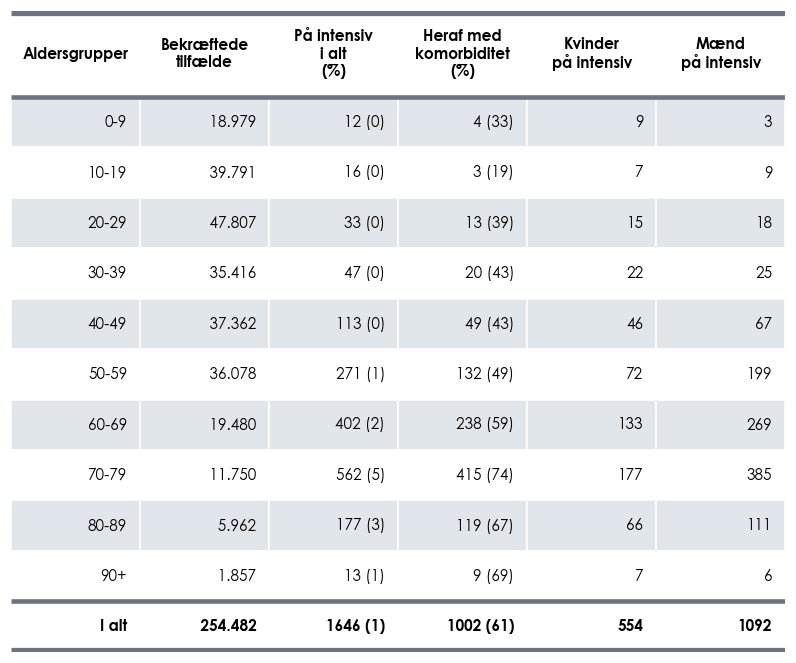 Aldersgrupper Bekræftede tilfælde På intensiv i alt (%) Heraf med komorbiditet (%) Kvinder på intensiv Mænd på intensiv
0-9 18.979 12 (0) 4 (33) 9 3
10-19 39.791 16 (0) 3 (19) 7 9
20-29 47.807 33 (0) 13 (39) 15 18
30-39 35.416 47 (0) 20 (43) 22 25
40-49 37.362 113 (0) 49 (43) 46 67
50-59 36.078 271 (1) 132 (49) 72 199
60-69 19.480 402 (2) 238 (59) 133 269
70-79 11.750 562 (5) 415 (74) 177 385
80-89 5.962 177 (3) 119 (67) 66 111
90+ 1.857 13 (1) 9 (69) 7 6
I alt 254.482 1646 (1) 1002 (61) 554 1092